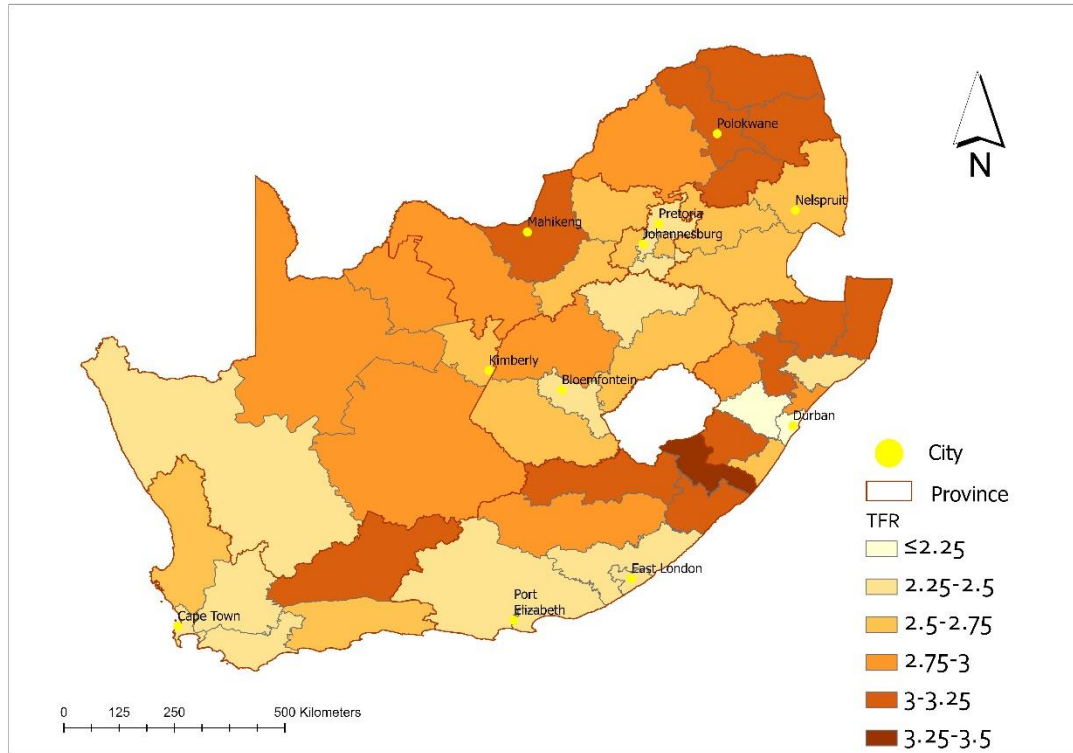 Polokwane
N
Nelspruit
Pretoria
Mahikeng
Johannesburg
Kimberly
Bloemfontein
Durban
City
Province
TFR
≤2.25
2.25-2.5
2.5-2.75
2.75-3
3-3.25
3.25-3.5
East London
Port
Elizabeth
Cape Town
0 125 250 500 Kilometers